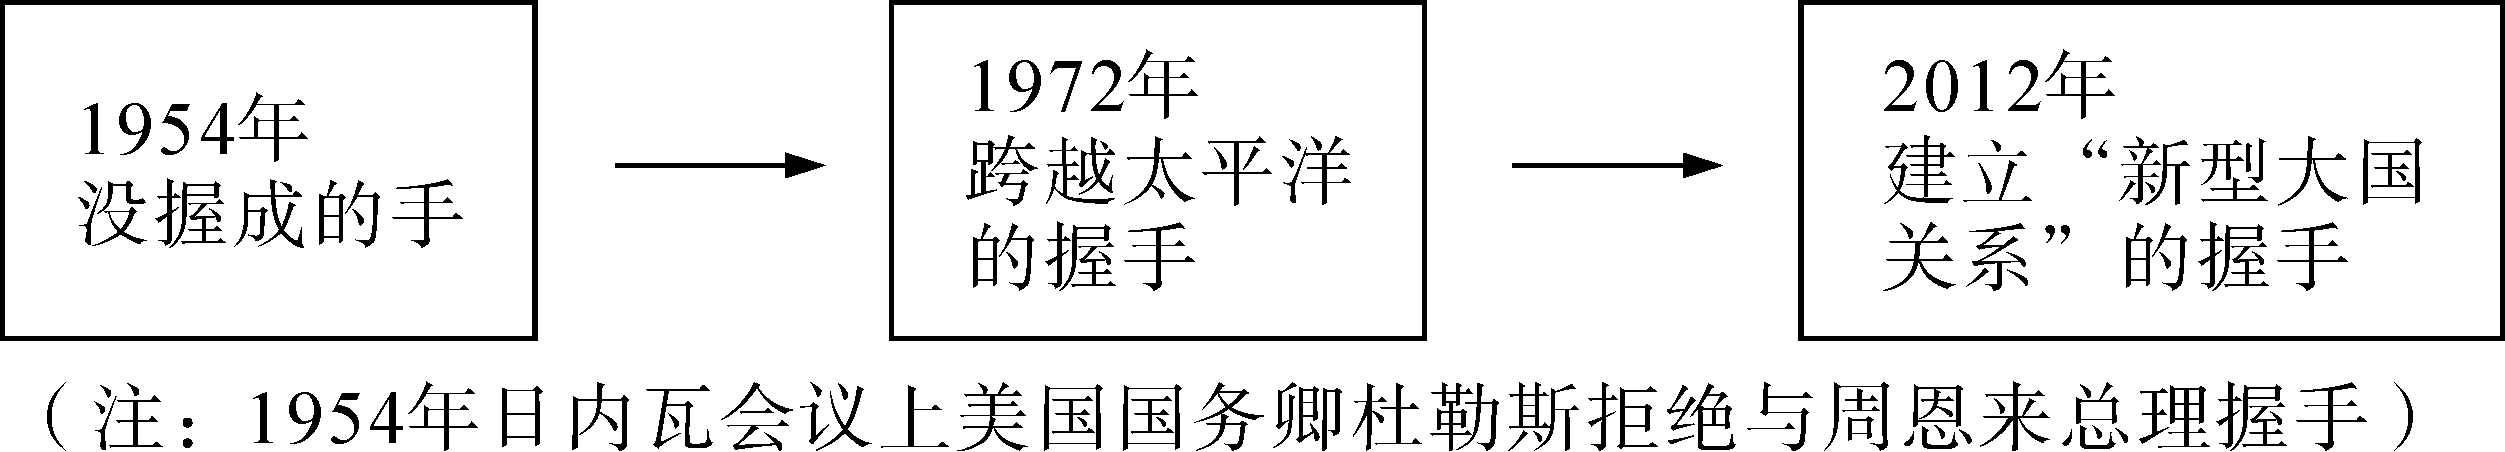 1954年
没握成的手
1972年
跨越太平洋
的握手
2012年
建立“新型大国
关系”的握手
（注：1954年日内瓦会议上美国国务卿杜勒斯拒绝与周恩来总理握手）